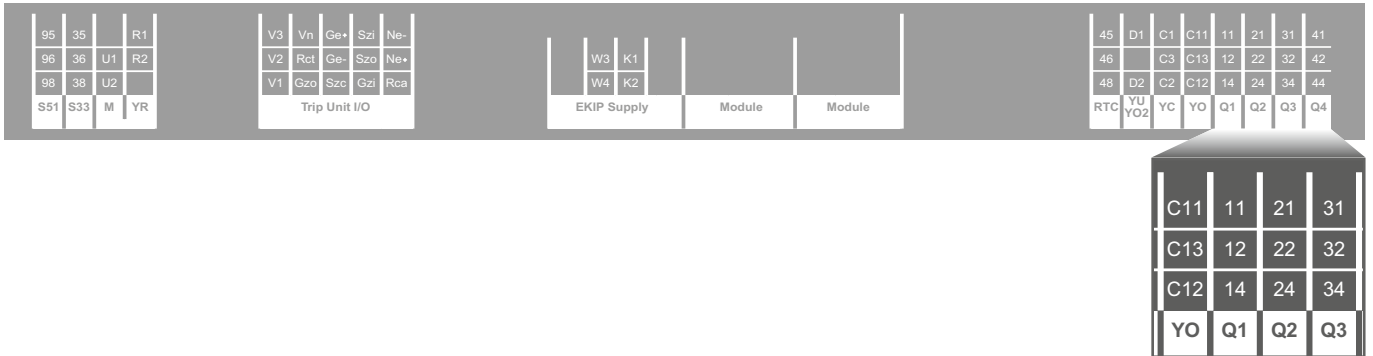 95 35 R1
96 36 U1 R2
98 38 U2
S51 S33 M YR
V3 Vn Ge+ Szi Ne-
V2 Rct Ge- Szo Ne+
V1 Gzo Szc Gzi Rca
Trip Unit I/O
W3 K1
W4 K2
EKIP Supply Module Module
45 D1 C1 C11 11 21 31 41
46 C3 C13 12 22 32 42
48 D2 C2 C12 14 24 34 44
RTC YU YO2 YC YO Q1 Q2 Q3 Q4
C11 11 21 31
C13 12 22 32
C12 14 24 34
YO Q1 Q2 Q3